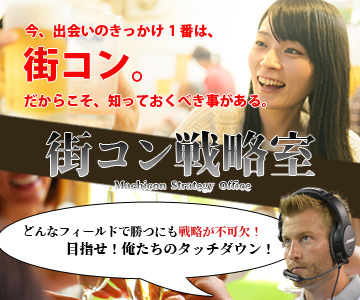 今、出会いのきっかけ1番は、
街コン。
だからこそ、知っておくべき事がある。
街コン戦略室
Machicon Strategy Office
どんなフィールドで勝つにも戦略が不可欠！
目指せ！俺たちのタッチダウン！